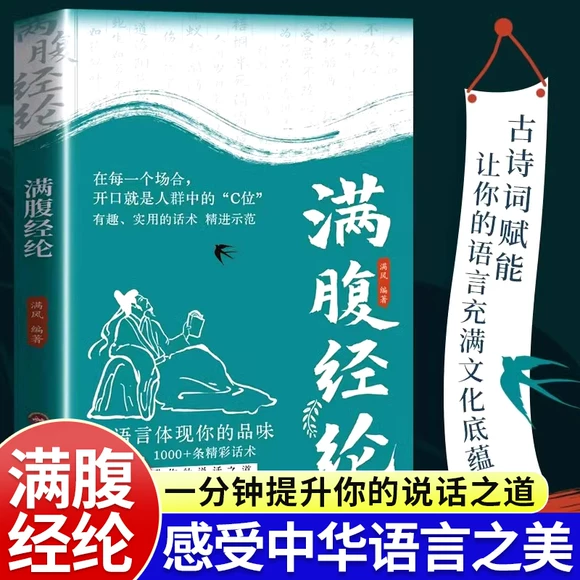 满腹经纶
满腹经纶
满风 编著
在每一个场合，
开口就是人群中的“C位”
有趣、实用的话术 精进示范
满腹经纶
满风 编著
语言体现你的品味
1000+条精彩话术
的说话之道
古诗词赋能
让你的语言充满文化底蕴
满腹
经纶
一分钟提升你的说话之道
感受中华语言之美